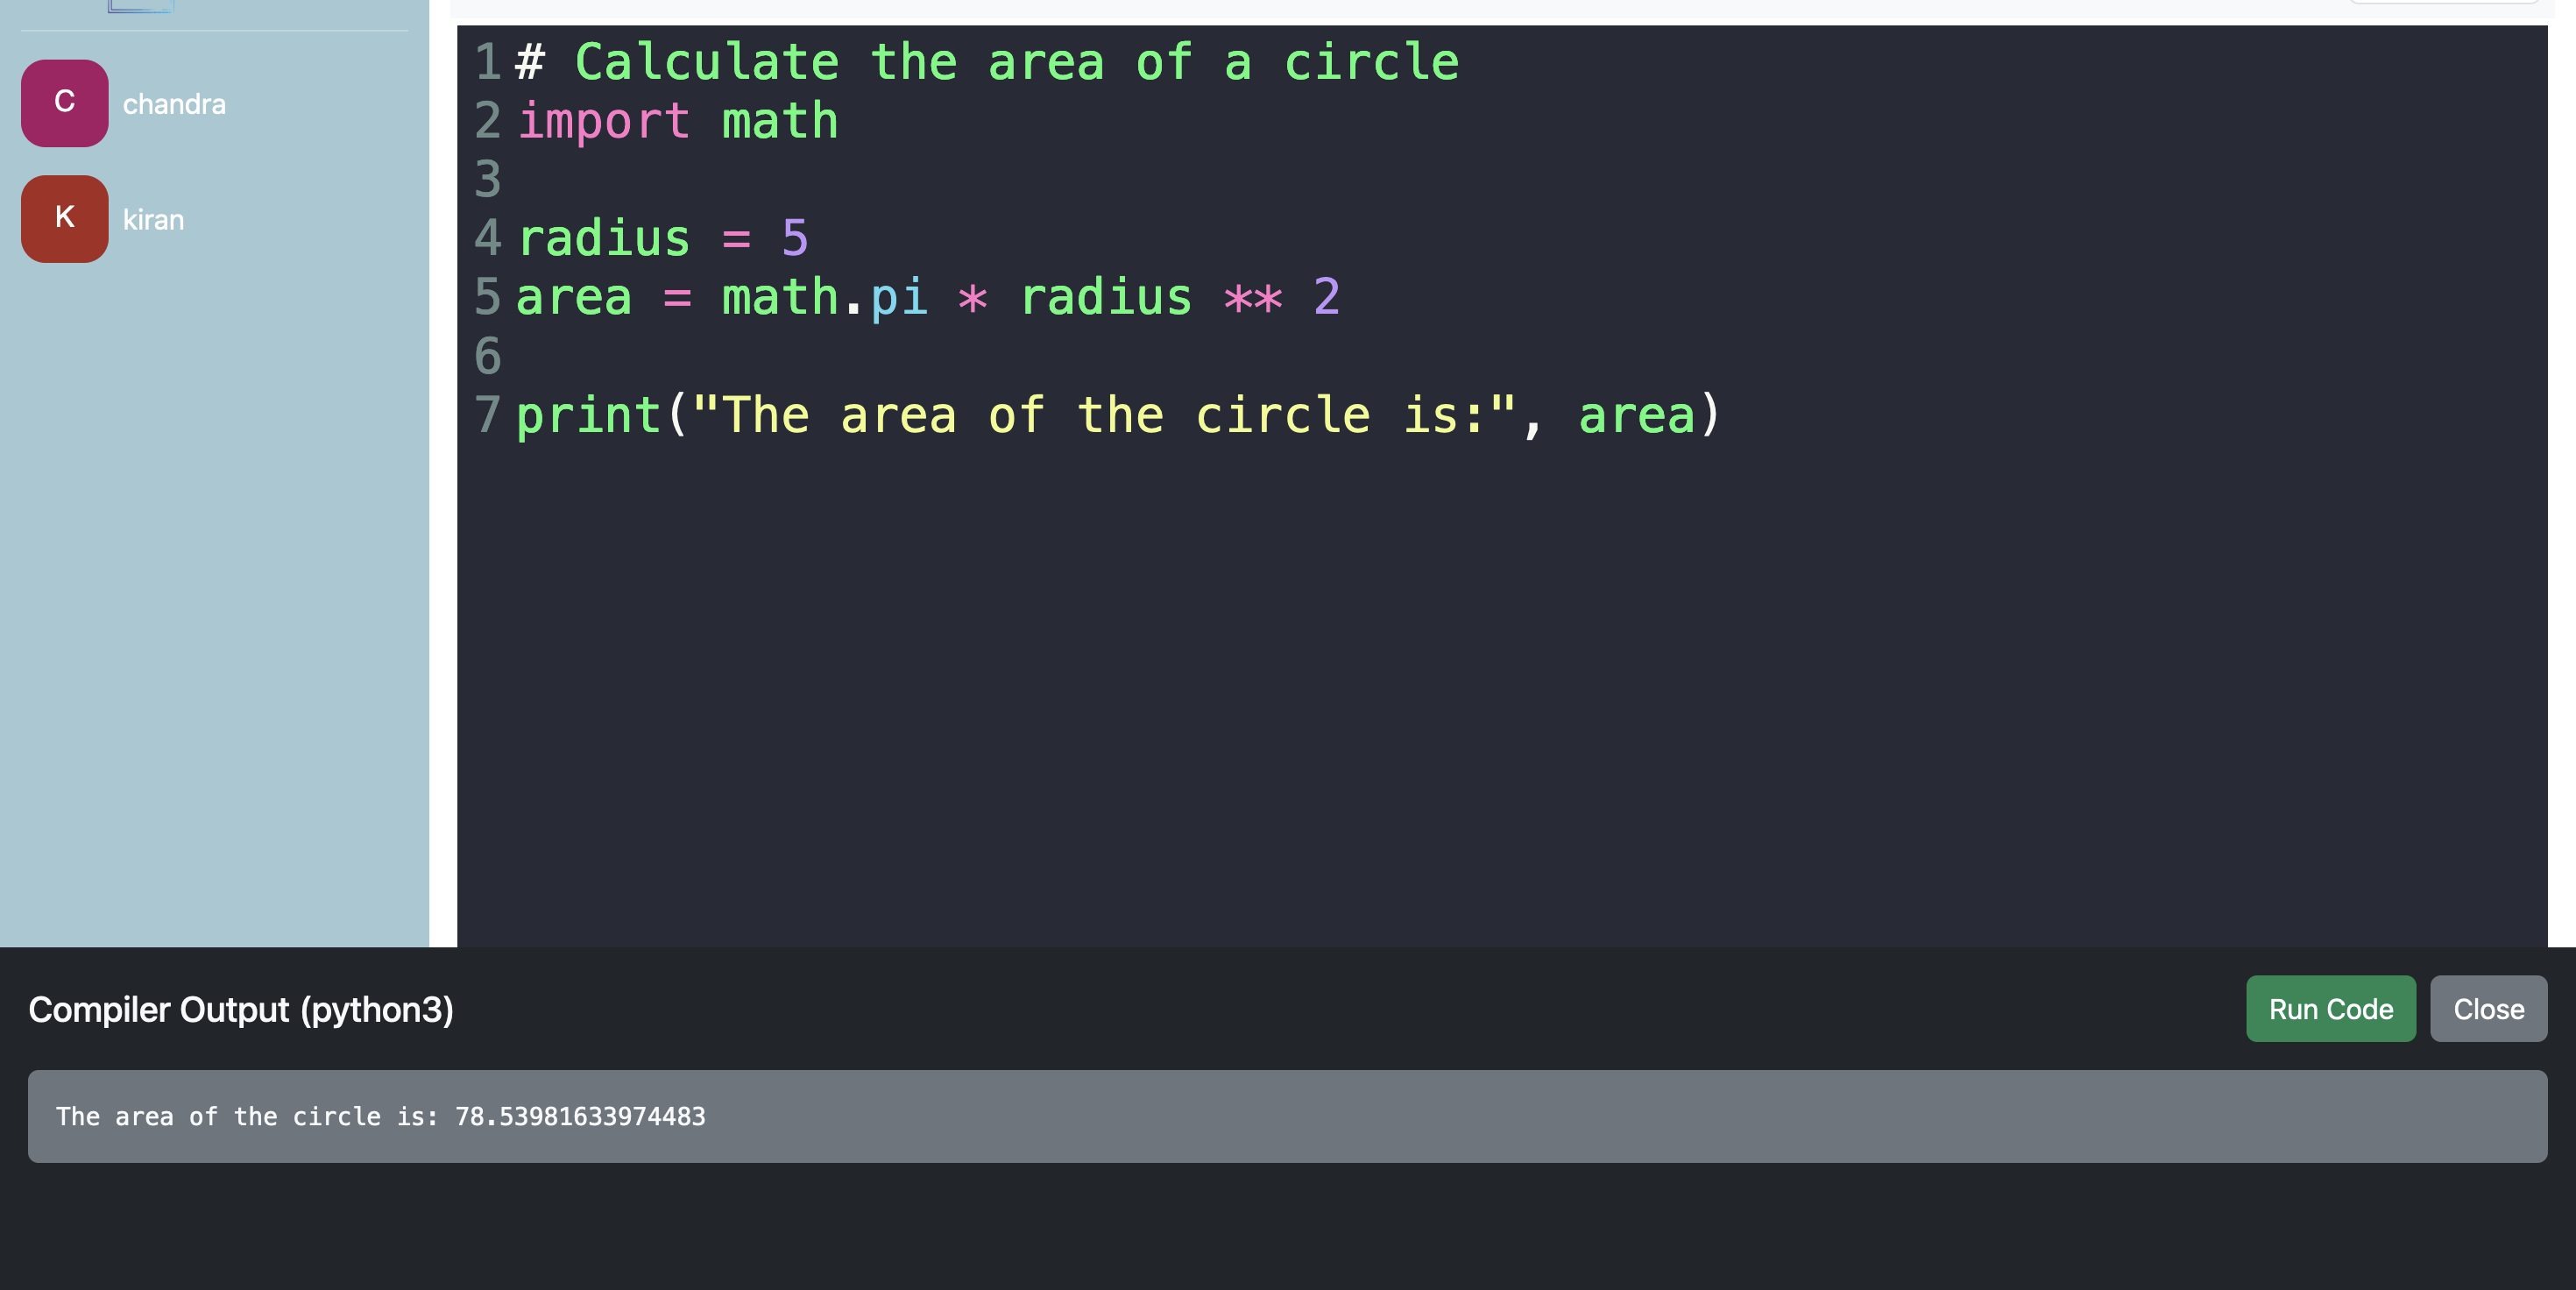 C chandra
K kiran
1 # Calculate the area of a circle
2 import math
3
4 radius = 5
5 area = math.pi * radius ** 2
6
7 print("The area of the circle is:", area)
Compiler Output (python3) Run Code Close
The area of the circle is: 78.53981633974483